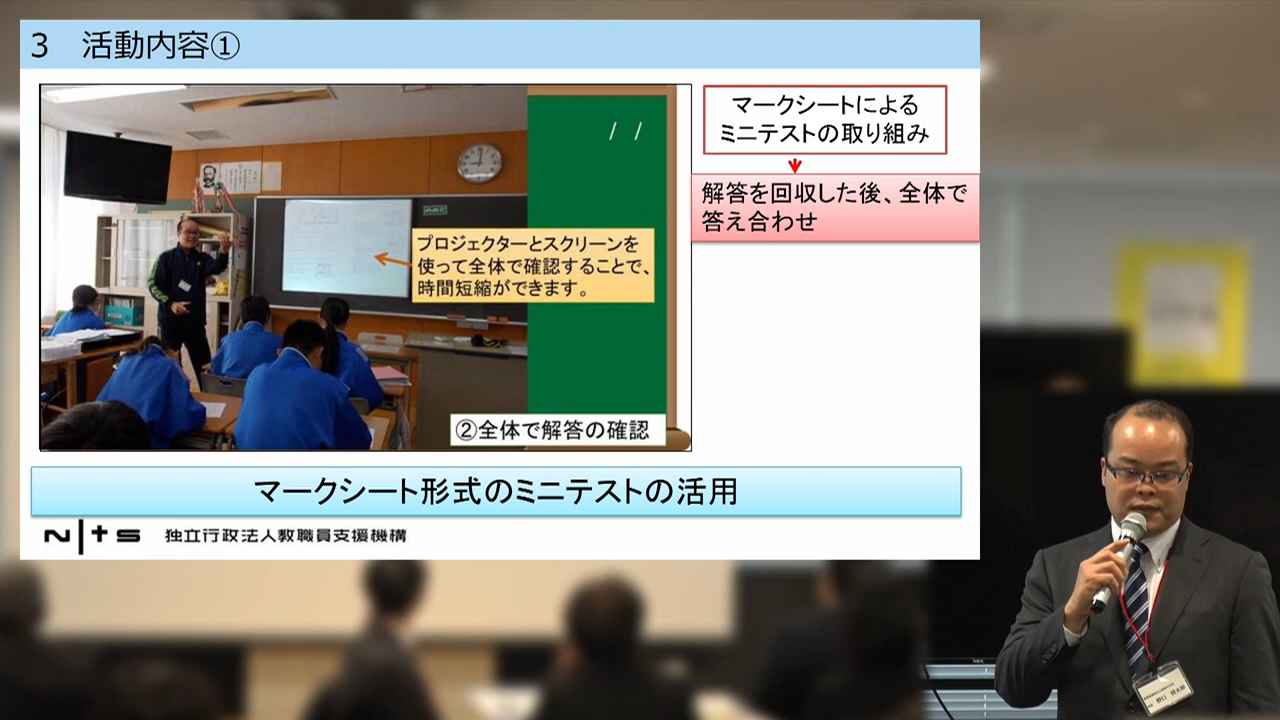 3 活動内容①
マークシートによる
ミニテストの取り組み
解答を回収した後、全体で
答え合わせ
プロジェクターとスクリーンを
使って全体で確認することで、
時間短縮ができます。
②全体で解答の確認
マークシート形式のミニテストの活用
NITS 独立行政法人教職員支援機構
NEC